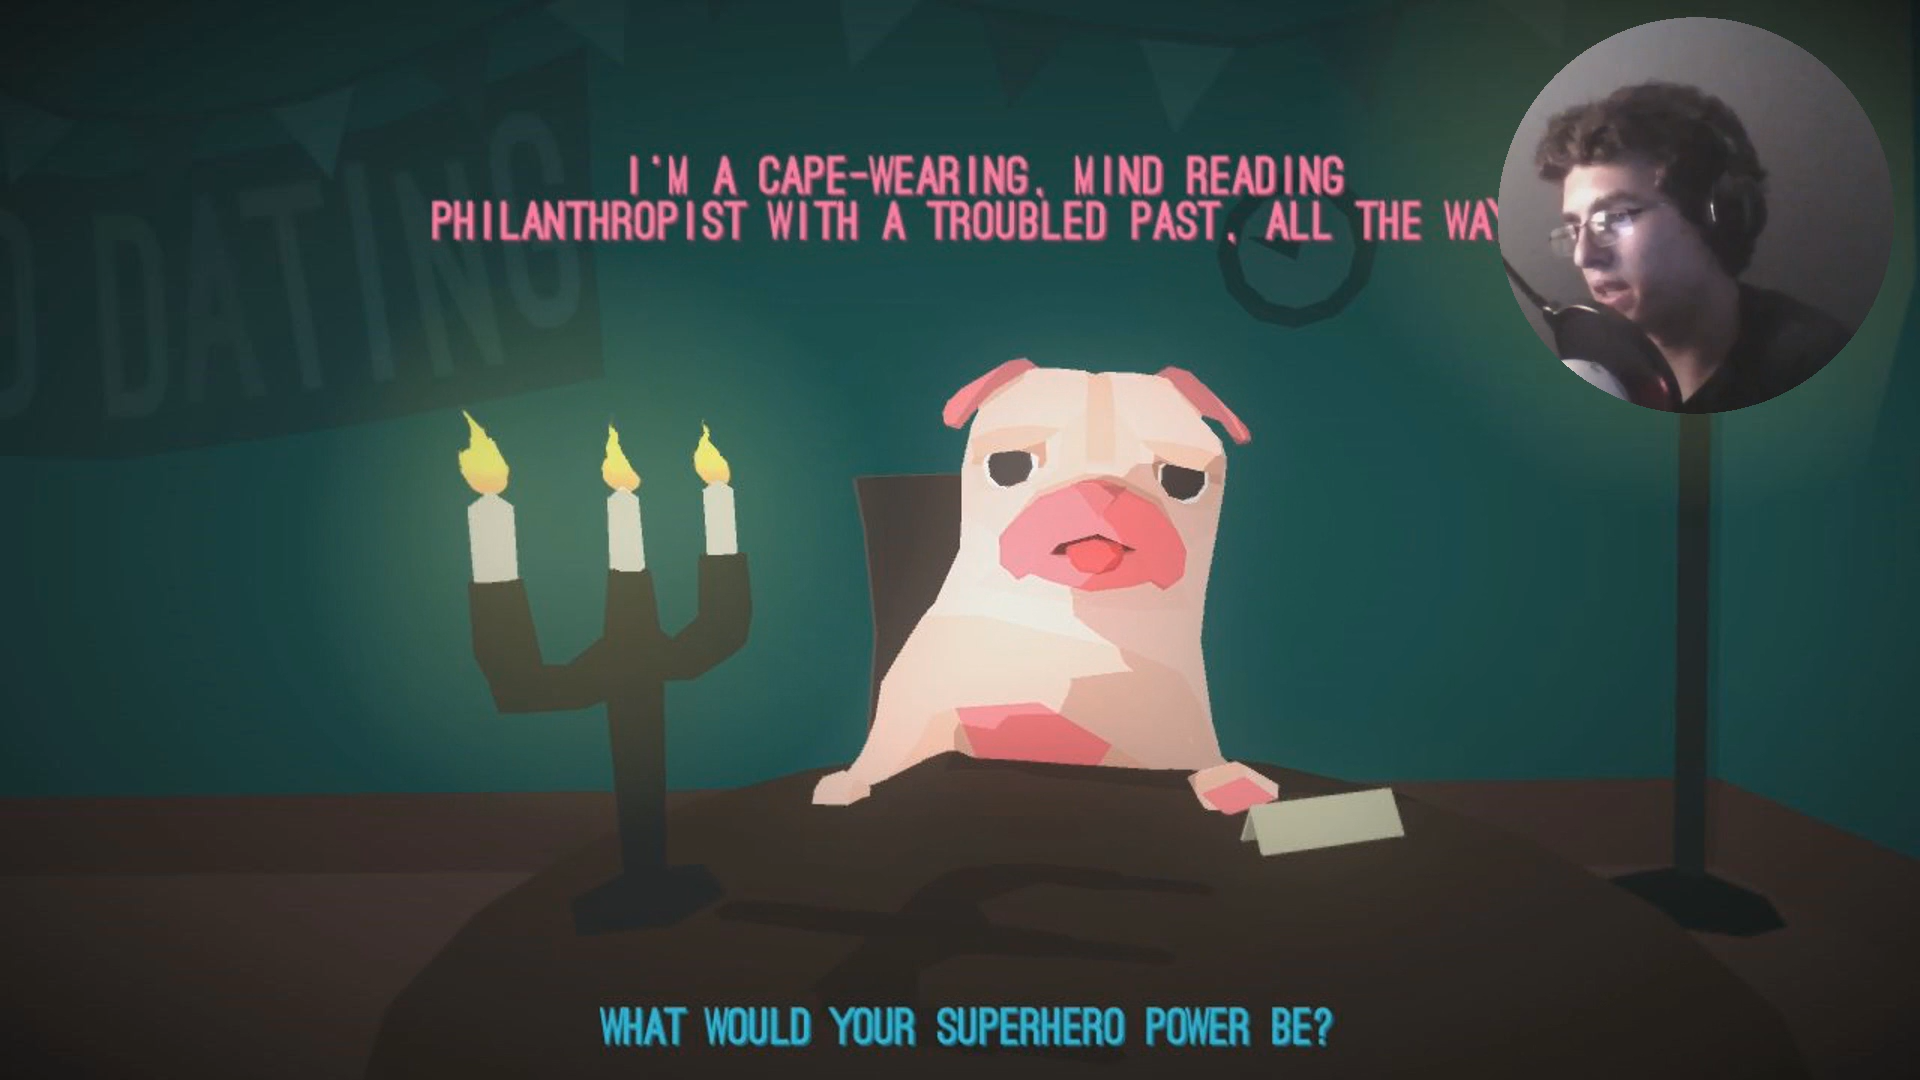 I'M A CAPE-WEARING, MIND READING
PHILANTHROPIST WITH A TROUBLED PAST, ALL THE WAY
DATING
WHAT WOULD YOUR SUPERHERO POWER BE?